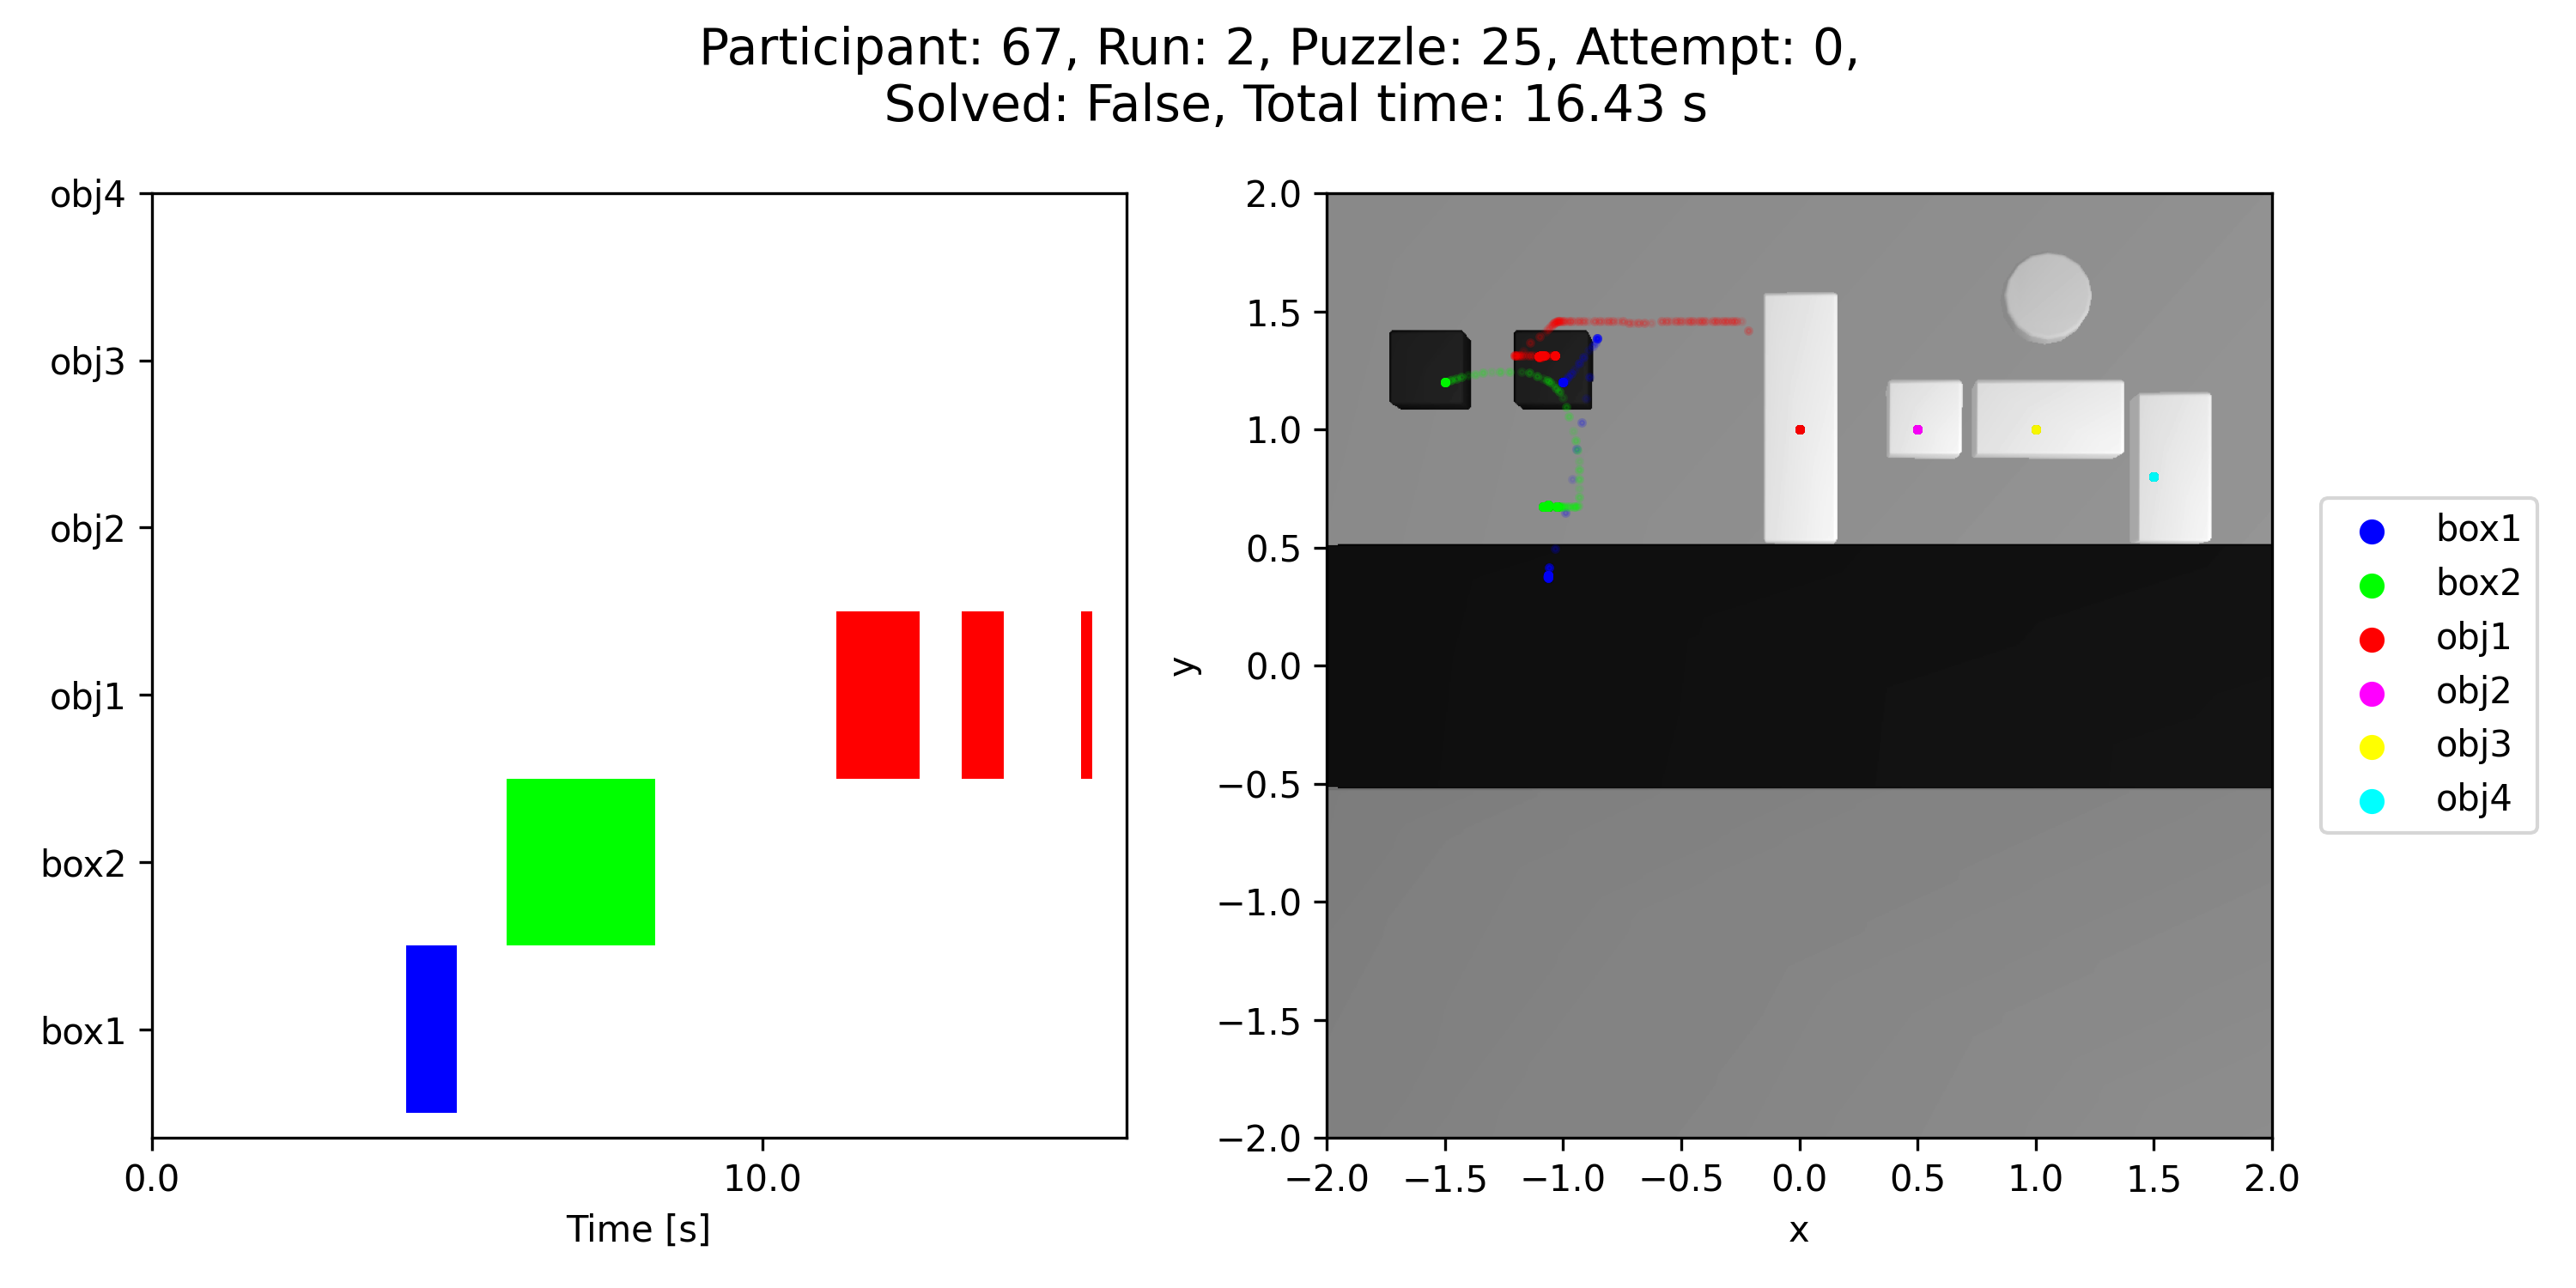 Participant: 67, Run: 2, Puzzle: 25, Attempt: 0,
Solved: False, Total time: 16.43 s
obj4
obj3
obj2
obj1
box2
box1
0.0
10.0
Time [s]
2.0
1.5
1.0
0.5
0.0
−0.5
−1.0
−1.5
−2.0
y
−2.0
−1.5
−1.0
−0.5
0.0
0.5
1.0
1.5
2.0
x
box1
box2
obj1
obj2
obj3
obj4